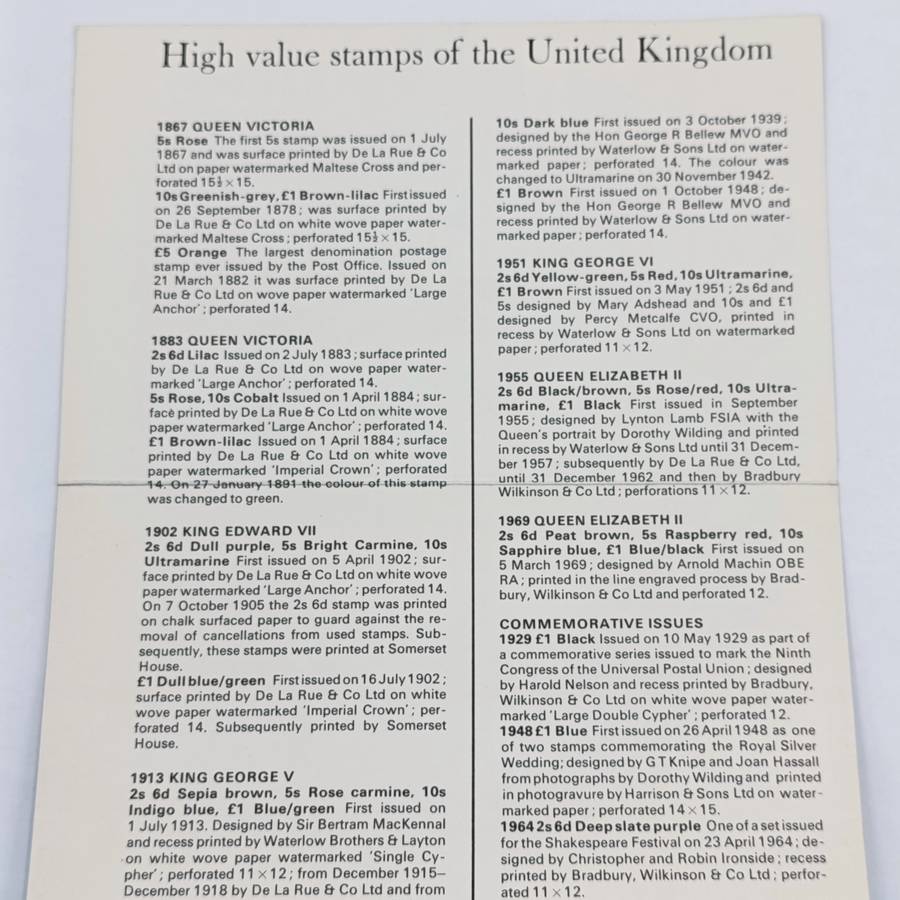 High value stamps of the United Kingdom
1867 QUEEN VICTORIA
5s Rose The first 5s stamp was issued on 1 July
1867 and was surface printed by De La Rue & Co
Ltd on paper watermarked Maltese Cross and per-
forated 15½ × 15.
10s Greenish-grey, £1 Brown-lilac First issued
on 26 September 1878; was surface printed by
De La Rue & Co Ltd on white wove paper water-
marked Maltese Cross; perforated 15½ × 15.
£5 Orange The largest denomination postage
stamp ever issued by the Post Office. Issued on
21 March 1882 it was surface printed by De La
Rue & Co Ltd on wove paper watermarked 'Large
Anchor'; perforated 14.
1883 QUEEN VICTORIA
2s 6d Lilac Issued on 2 July 1883; surface printed
by De La Rue & Co Ltd on wove paper water-
marked 'Large Anchor'; perforated 14.
5s Rose, 10s Cobalt Issued on 1 April 1884; sur-
face printed by De La Rue & Co Ltd on white wove
paper watermarked 'Large Anchor'; perforated 14.
£1 Brown-lilac Issued on 1 April 1884; surface
printed by De La Rue & Co Ltd on white wove
paper watermarked 'Imperial Crown'; perforated
14. On 27 January 1891 the colour of this stamp
was changed to green.
1902 KING EDWARD VII
2s 6d Dull purple, 5s Bright Carmine, 10s
Ultramarine First issued on 5 April 1902; sur-
face printed by De La Rue & Co Ltd on white wove
paper watermarked 'Large Anchor'; perforated 14.
On 7 October 1905 the 2s 6d stamp was printed
on chalk surfaced paper to guard against the re-
moval of cancellations from used stamps. Sub-
sequently, these stamps were printed at Somerset
House.
£1 Dull blue/green First issued on 16 July 1902;
surface printed by De La Rue & Co Ltd on white
wove paper watermarked 'Imperial Crown'; per-
forated 14. Subsequently printed by Somerset
House.
1913 KING GEORGE V
2s 6d Sepia brown, 5s Rose carmine, 10s
Indigo blue, £1 Blue/green First issued on
1 July 1913. Designed by Sir Bertram MacKennal
and recess printed by Waterlow Brothers & Layton
on white wove paper watermarked 'Single Cy-
pher'; perforated 11 × 12; from December 1915–
December 1918 by De La Rue & Co Ltd and from
10s Dark blue First issued on 3 October 1939;
designed by the Hon George R Bellew MVO and
recess printed by Waterlow & Sons Ltd on water-
marked paper; perforated 14. The colour was
changed to Ultramarine on 30 November 1942.
£1 Brown First issued on 1 October 1948; de-
signed by the Hon George R Bellew MVO and
recess printed by Waterlow & Sons Ltd on water-
marked paper; perforated 14.
1951 KING GEORGE VI
2s 6d Yellow-green, 5s Red, 10s Ultramarine,
£1 Brown First issued on 3 May 1951; 2s 6d and
5s designed by Mary Adshead and 10s and £1
designed by Percy Metcalfe CVO, printed in
recess by Waterlow & Sons Ltd on watermarked
paper; perforated 11 × 12.
1955 QUEEN ELIZABETH II
2s 6d Black/brown, 5s Rose/red, 10s Ultra-
marine, £1 Black First issued in September
1955; designed by Lynton Lamb FSIA with the
Queen's portrait by Dorothy Wilding and printed
in recess by Waterlow & Sons Ltd until 31 Decem-
ber 1957; subsequently by De La Rue & Co Ltd,
until 31 December 1962 and then by Bradbury
Wilkinson & Co Ltd; perforations 11 × 12.
1969 QUEEN ELIZABETH II
2s 6d Peat brown, 5s Raspberry red, 10s
Sapphire blue, £1 Blue/black First issued on
5 March 1969; designed by Arnold Machin OBE
RA; printed in the line engraved process by Brad-
bury, Wilkinson & Co Ltd and perforated 12.
COMMEMORATIVE ISSUES
1929 £1 Black Issued on 10 May 1929 as part of
a commemorative series issued to mark the Ninth
Congress of the Universal Postal Union; designed
by Harold Nelson and recess printed by Bradbury,
Wilkinson & Co Ltd on white wove paper water-
marked 'Large Double Cypher'; perforated 12.
1948 £1 Blue First issued on 26 April 1948 as one
of two stamps commemorating the Royal Silver
Wedding; designed by G T Knipe and Joan Hassall
from photographs by Dorothy Wilding and printed
in photogravure by Harrison & Sons Ltd on water-
marked paper; perforated 14 × 15.
1964 2s 6d Deep slate purple One of a set issued
for the Shakespeare Festival on 23 April 1964; de-
signed by Christopher and Robin Ironside; recess
printed by Bradbury, Wilkinson & Co Ltd; perfor-
ated 11 × 12.